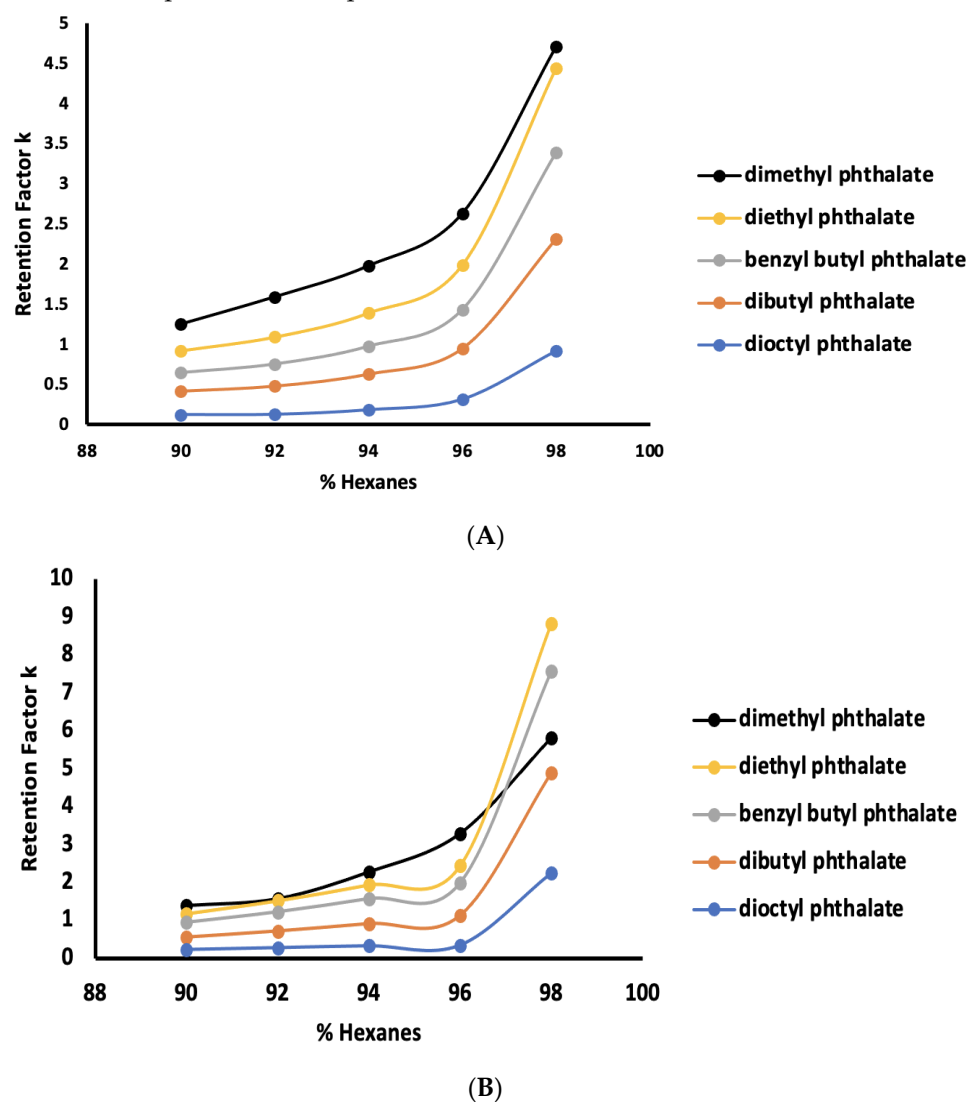 5
4.5
4
3.5
3
2.5
2
1.5
1
0.5
0
Retention Factor k
88 90 92 94 96 98 100
% Hexanes
dimethyl phthalate
diethyl phthalate
benzyl butyl phthalate
dibutyl phthalate
dioctyl phthalate
(A)
10
9
8
7
6
5
4
3
2
1
0
Retention Factor k
88 90 92 94 96 98 100
% Hexanes
dimethyl phthalate
diethyl phthalate
benzyl butyl phthalate
dibutyl phthalate
dioctyl phthalate
(B)